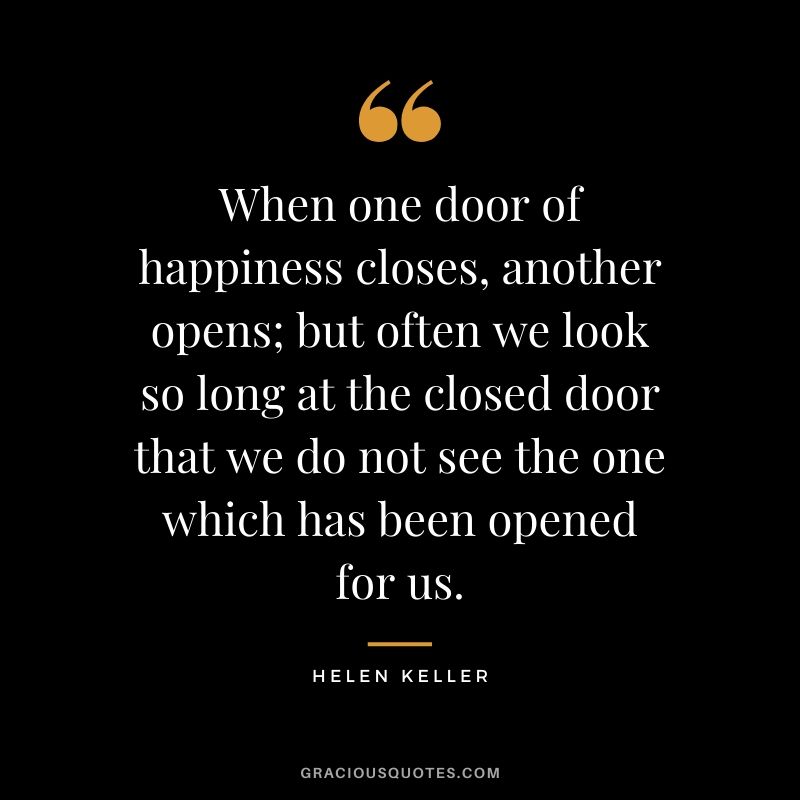 “
When one door of
happiness closes, another
opens; but often we look
so long at the closed door
that we do not see the one
which has been opened
for us.
HELEN KELLER
GRACIOUSQUOTES.COM